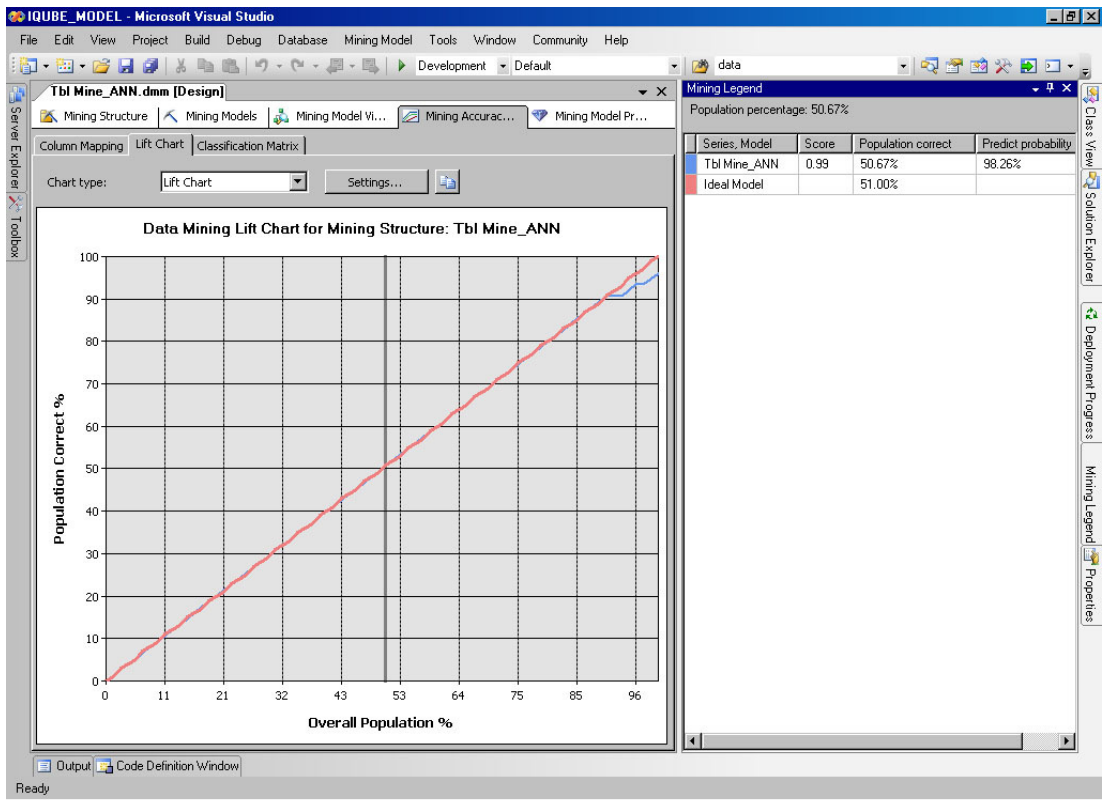 IQUBE_MODEL - Microsoft Visual Studio
File Edit View Project Build Debug Database Mining Model Tools Window Community Help
Development Default data
Tbl Mine_ANN.dmm [Design]
Mining Structure Mining Models Mining Model Vi... Mining Accurac... Mining Model Pr...
Column Mapping Lift Chart Classification Matrix
Chart type: Lift Chart Settings...
Data Mining Lift Chart for Mining Structure: Tbl Mine_ANN
Population Correct %
100
90
80
70
60
50
40
30
20
10
0
0 11 21 32 43 53 64 75 85 96
Overall Population %
Mining Legend
Population percentage: 50.67%
Series, Model Score Population correct Predict probability
Tbl Mine_ANN 0.99 50.67% 98.26%
Ideal Model 51.00%
Server Explorer
Toolbox
Class View
Solution Explorer
Deployment Progress
Mining Legend
Properties
Output Code Definition Window
Ready